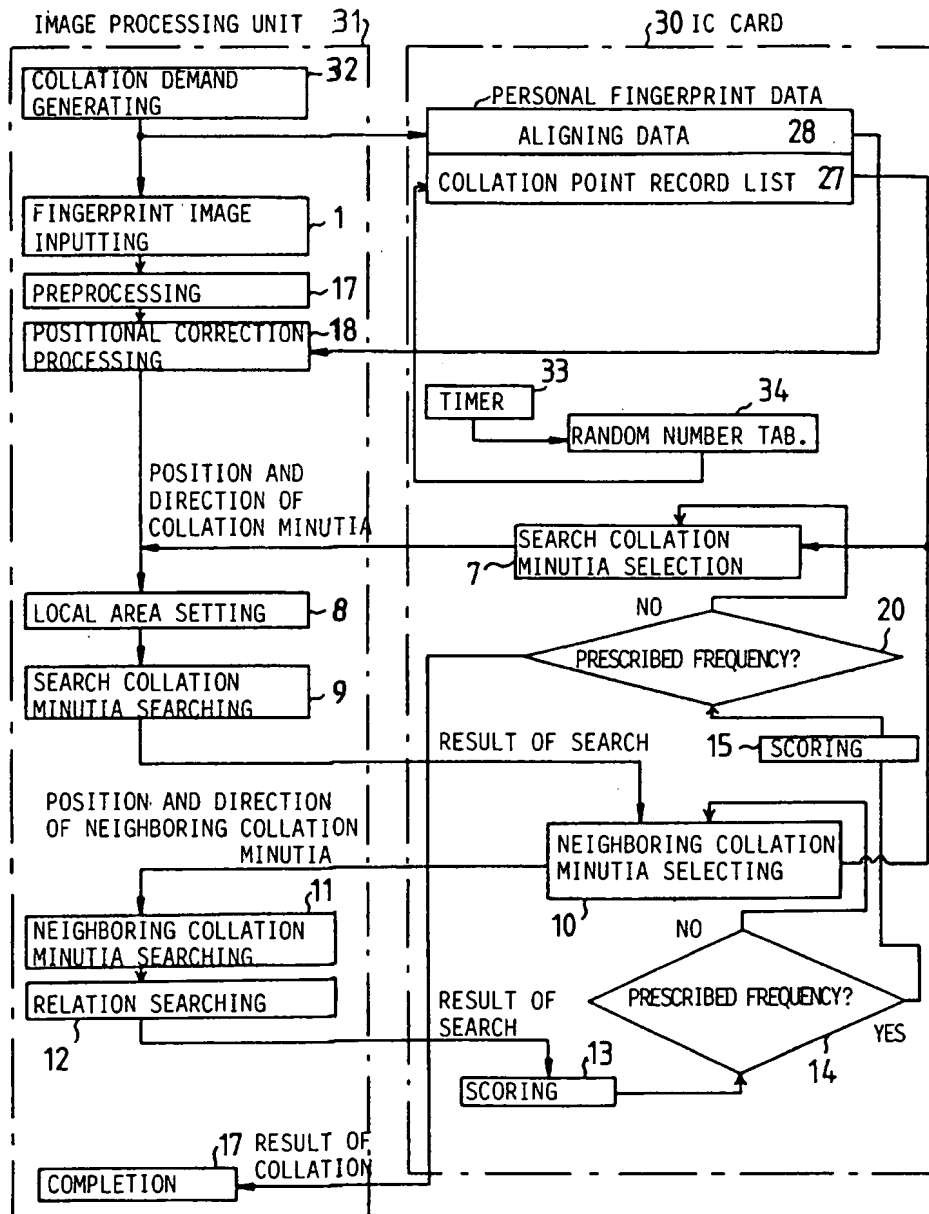 IMAGE PROCESSING UNIT 31
30 IC CARD
32
COLLATION DEMAND
GENERATING
PERSONAL FINGERPRINT DATA
ALIGNING DATA 28
COLLATION POINT RECORD LIST 27
FINGERPRINT IMAGE
INPUTTING
1
PREPROCESSING
17
POSITIONAL CORRECTION
PROCESSING
18
33
TIMER
34
RANDOM NUMBER TAB.
POSITION AND
DIRECTION OF
COLLATION MINUTIA
SEARCH COLLATION
MINUTIA SELECTION
7
LOCAL AREA SETTING
8
NO
20
PRESCRIBED FREQUENCY?
SEARCH COLLATION
MINUTIA SEARCHING
9
RESULT OF SEARCH
15
SCORING
POSITION AND DIRECTION
OF NEIGHBORING COLLATION
MINUTIA
NEIGHBORING COLLATION
MINUTIA SELECTING
10
11
NEIGHBORING COLLATION
MINUTIA SEARCHING
NO
RELATION SEARCHING
12
PRESCRIBED FREQUENCY?
YES
14
RESULT OF
SEARCH
13
SCORING
17
RESULT OF
COLLATION
COMPLETION